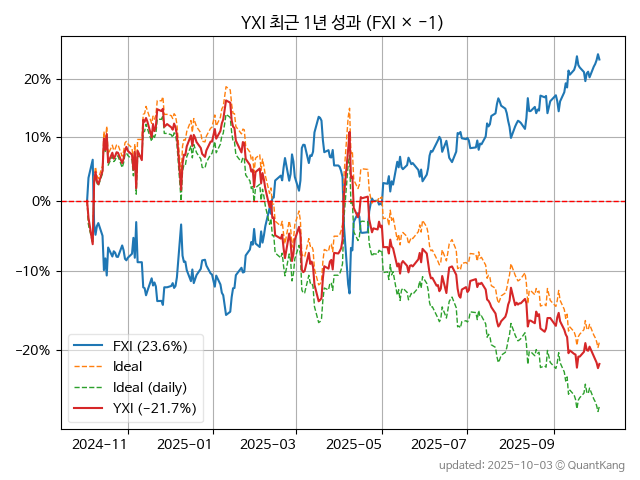 YXI 최근 1년 성과 (FXI × -1)
20%
10%
0%
−10%
−20%
FXI (23.6%)
Ideal
Ideal (daily)
YXI (−21.7%)
2024-11
2025-01
2025-03
2025-05
2025-07
2025-09
updated: 2025-10-03 © QuantKang